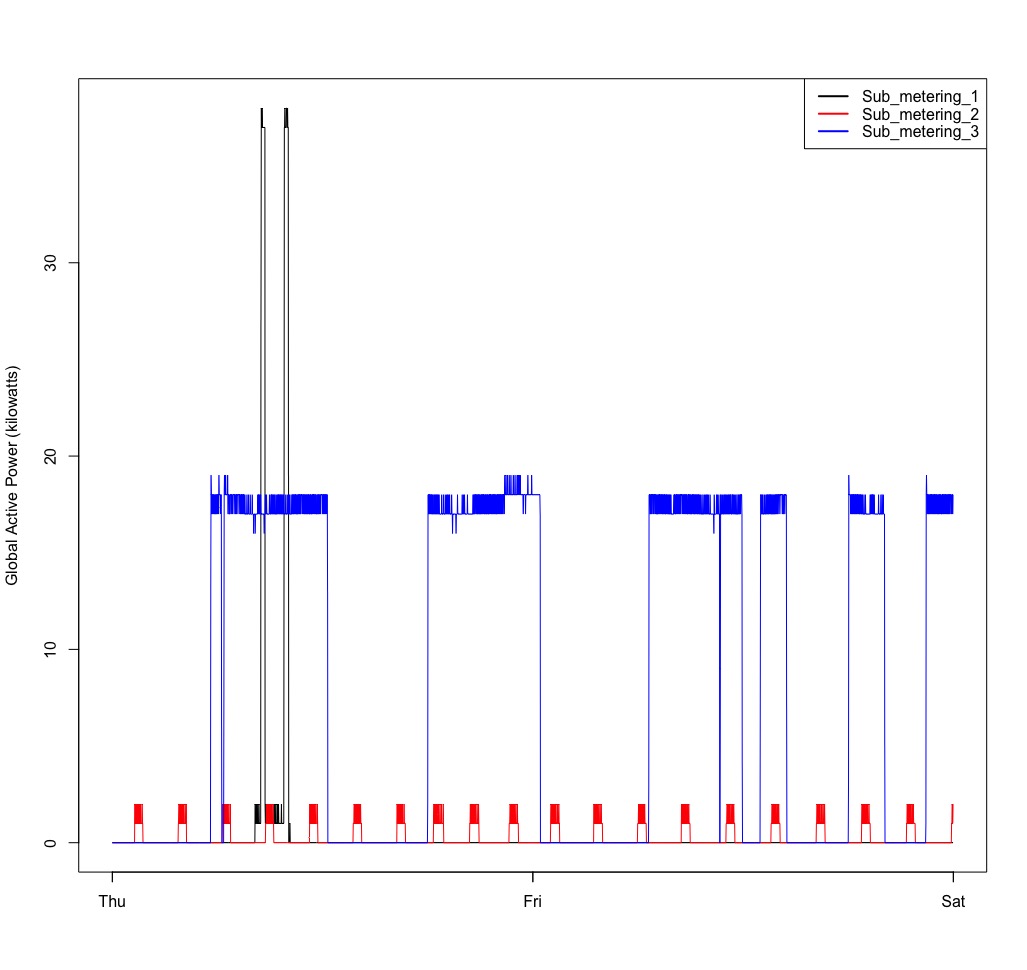 Sub_metering_1
Sub_metering_2
Sub_metering_3
Global Active Power (kilowatts)
30
20
10
0
Thu Fri Sat